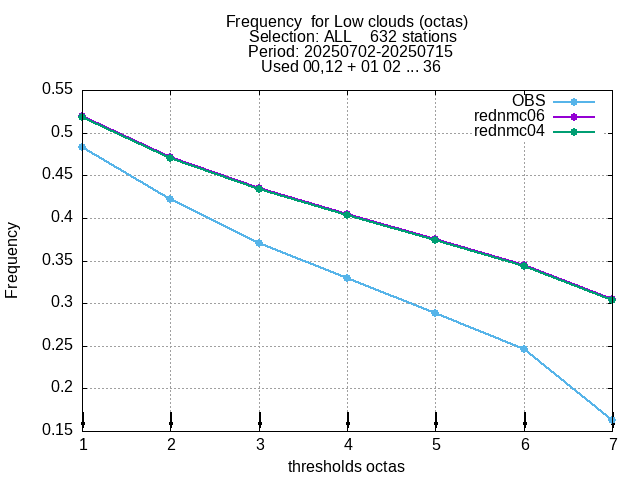 Frequency  for Low clouds (octas)
Selection: ALL    632 stations
Period: 20250702-20250715
Used 00,12 + 01 02 ... 36
OBS
rednmc06
rednmc04
Frequency
0.55
0.5
0.45
0.4
0.35
0.3
0.25
0.2
0.15
1 2 3 4 5 6 7
thresholds octas